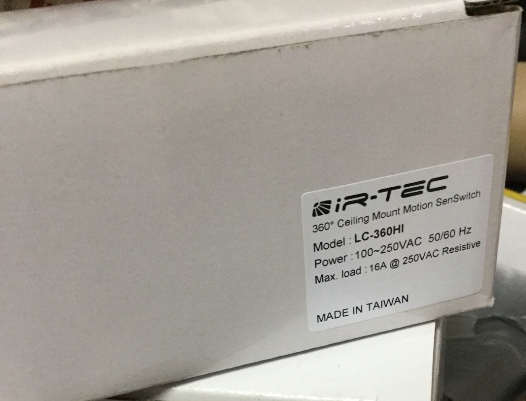 iR-TEC
360° Ceiling Mount Motion SenSwitch
Model : LC-360HI
Power : 100~250VAC 50/60 Hz
Max. load : 16A @ 250VAC Resistive
MADE IN TAIWAN